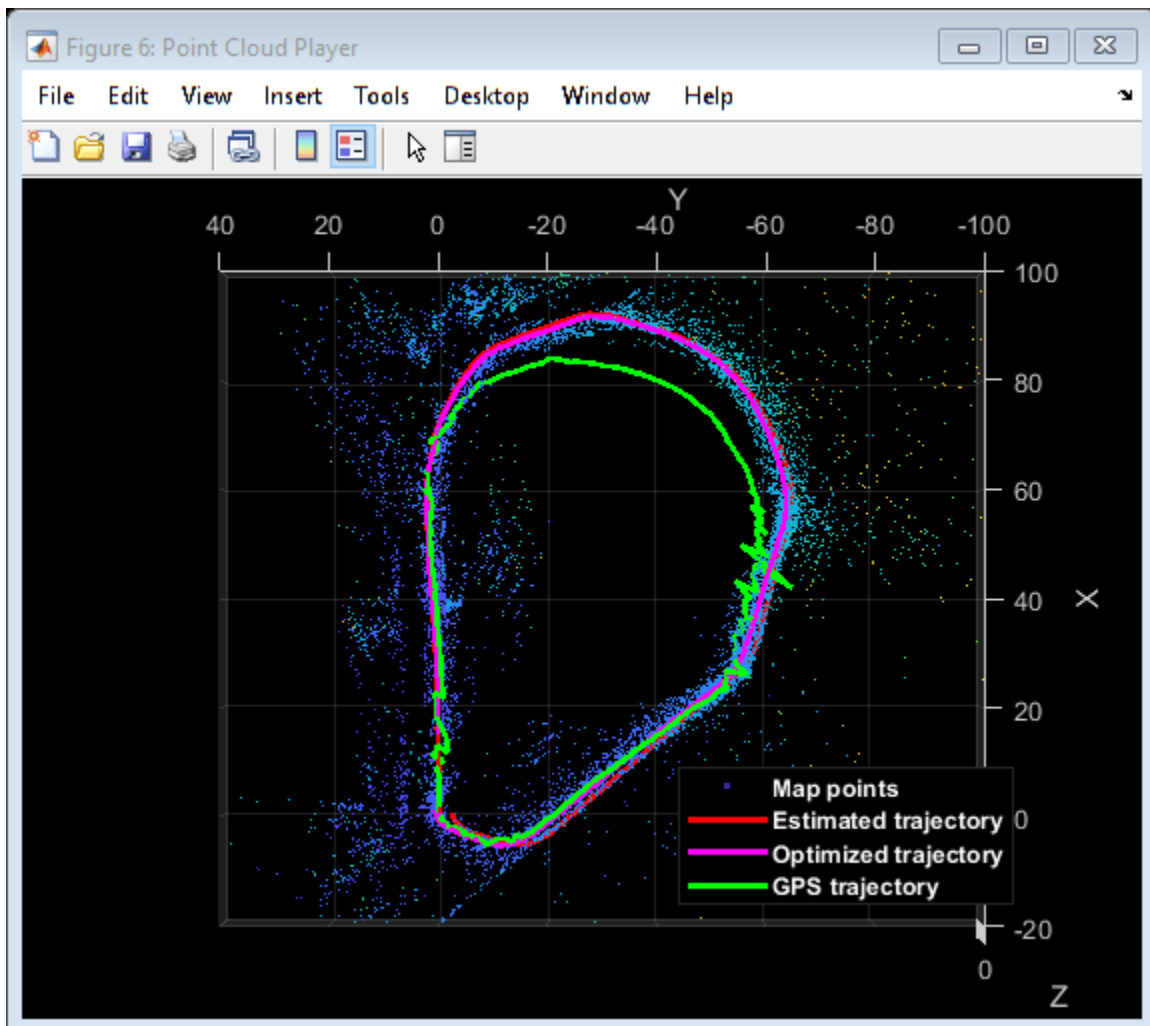 Figure 6: Point Cloud Player
File Edit View Insert Tools Desktop Window Help
Y
40 20 0 -20 -40 -60 -80 -100
100
80
60
40
X
20
Map points
Estimated trajectory
0
Optimized trajectory
GPS trajectory
-20
0
Z